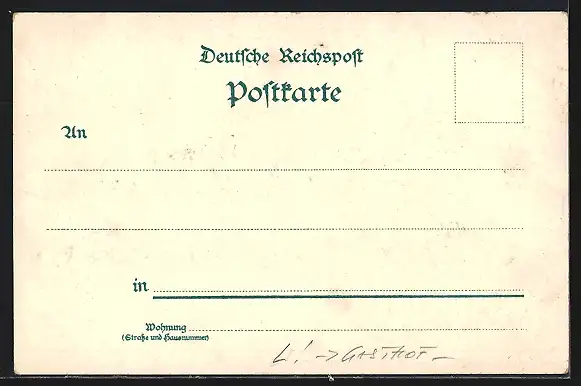 Deutsche Reichspost
Postkarte
An
in
Wohnung
(Straße und Hausnummer)
L! → GASTHOF –